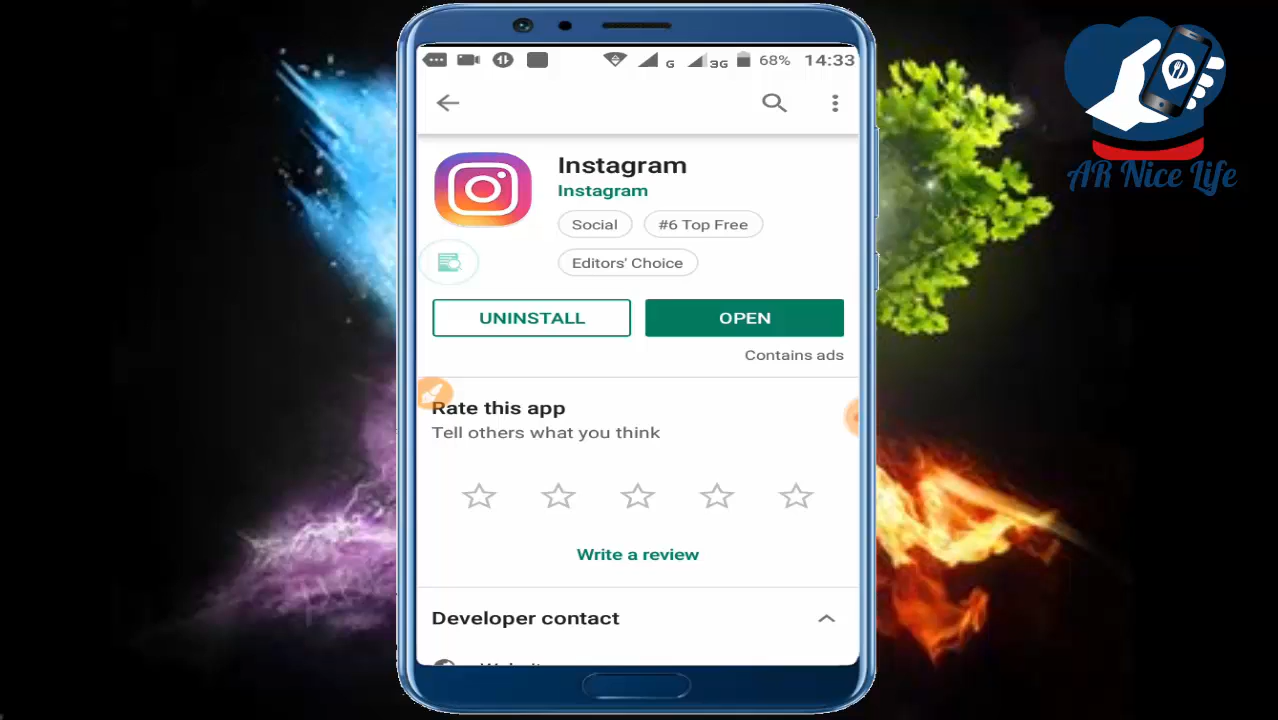 G 3G 68% 14:33
AR Nice Life
Instagram
Instagram
Social #6 Top Free
Editors' Choice
UNINSTALL OPEN
Contains ads
Rate this app
Tell others what you think
Write a review
Developer contact